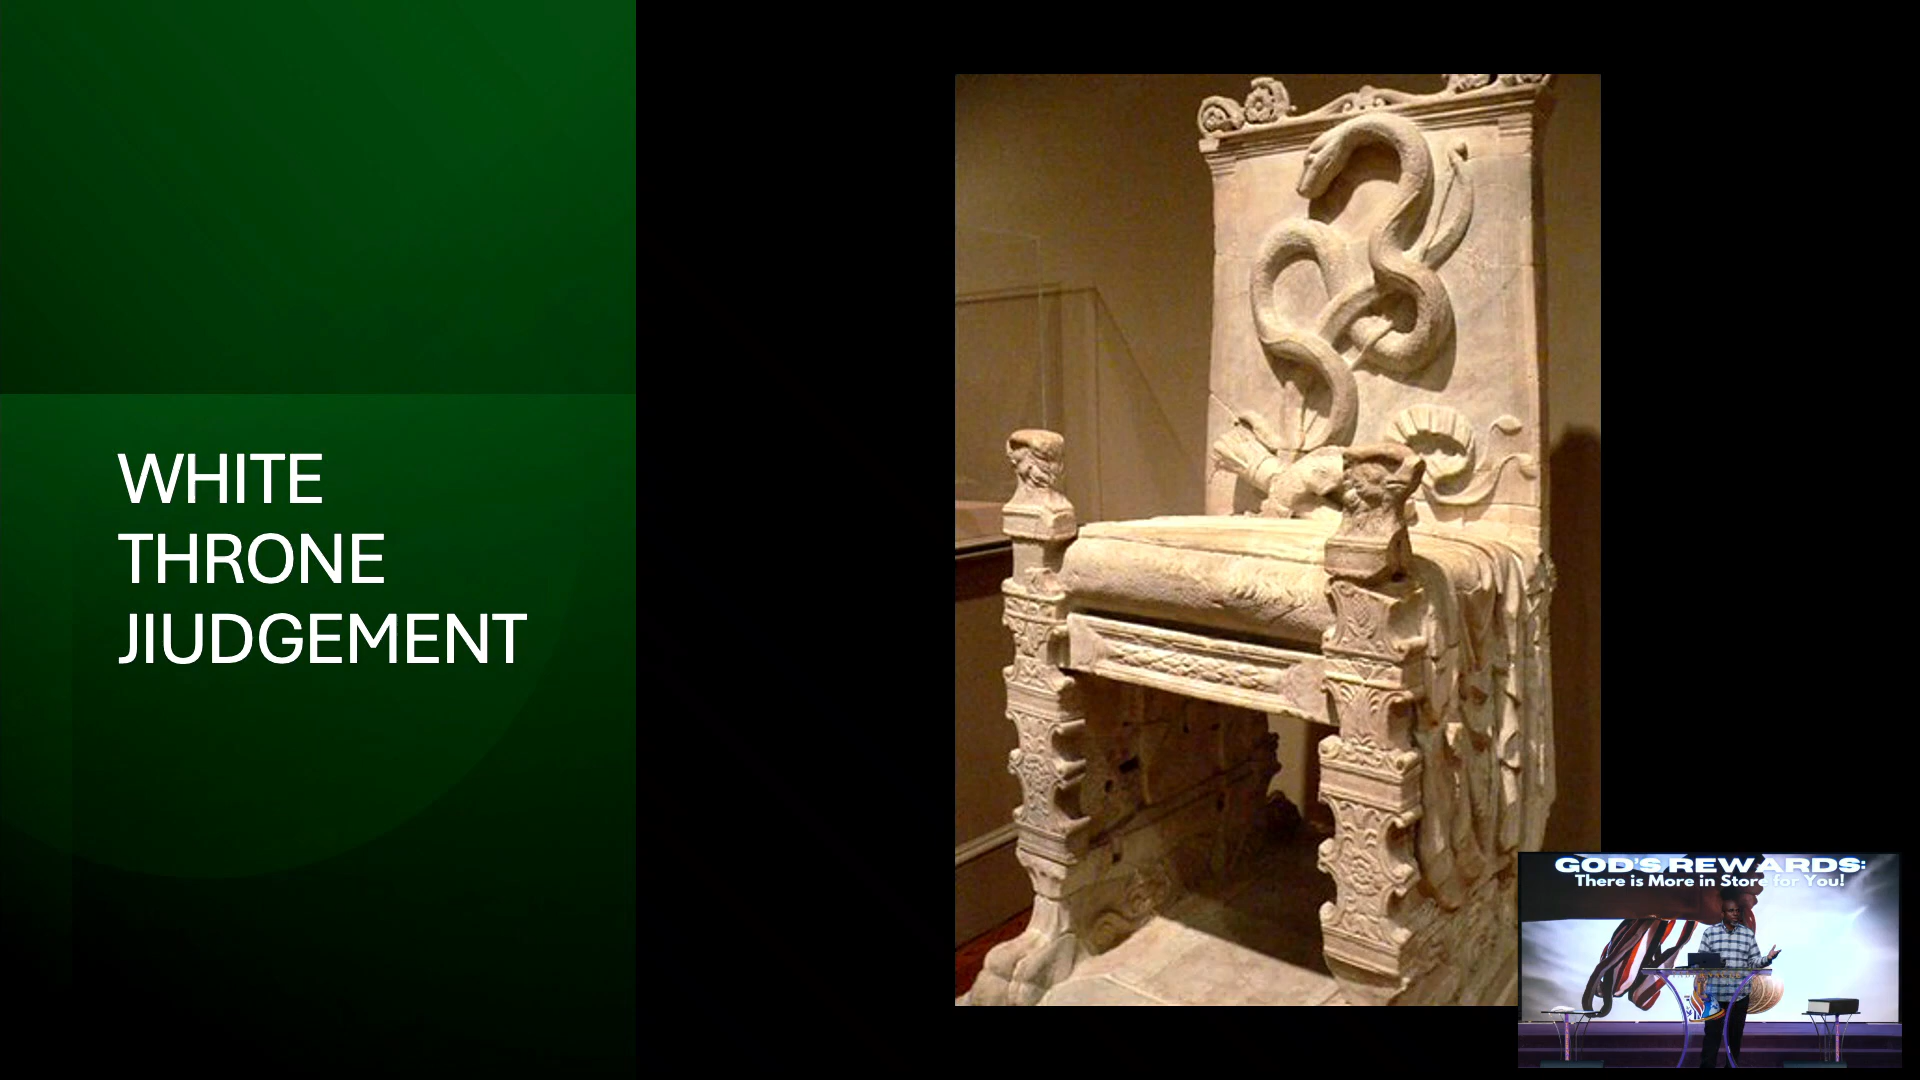 WHITE
THRONE
JIUDGEMENT
GOD'S REWARDS:
There is More in Store for You!